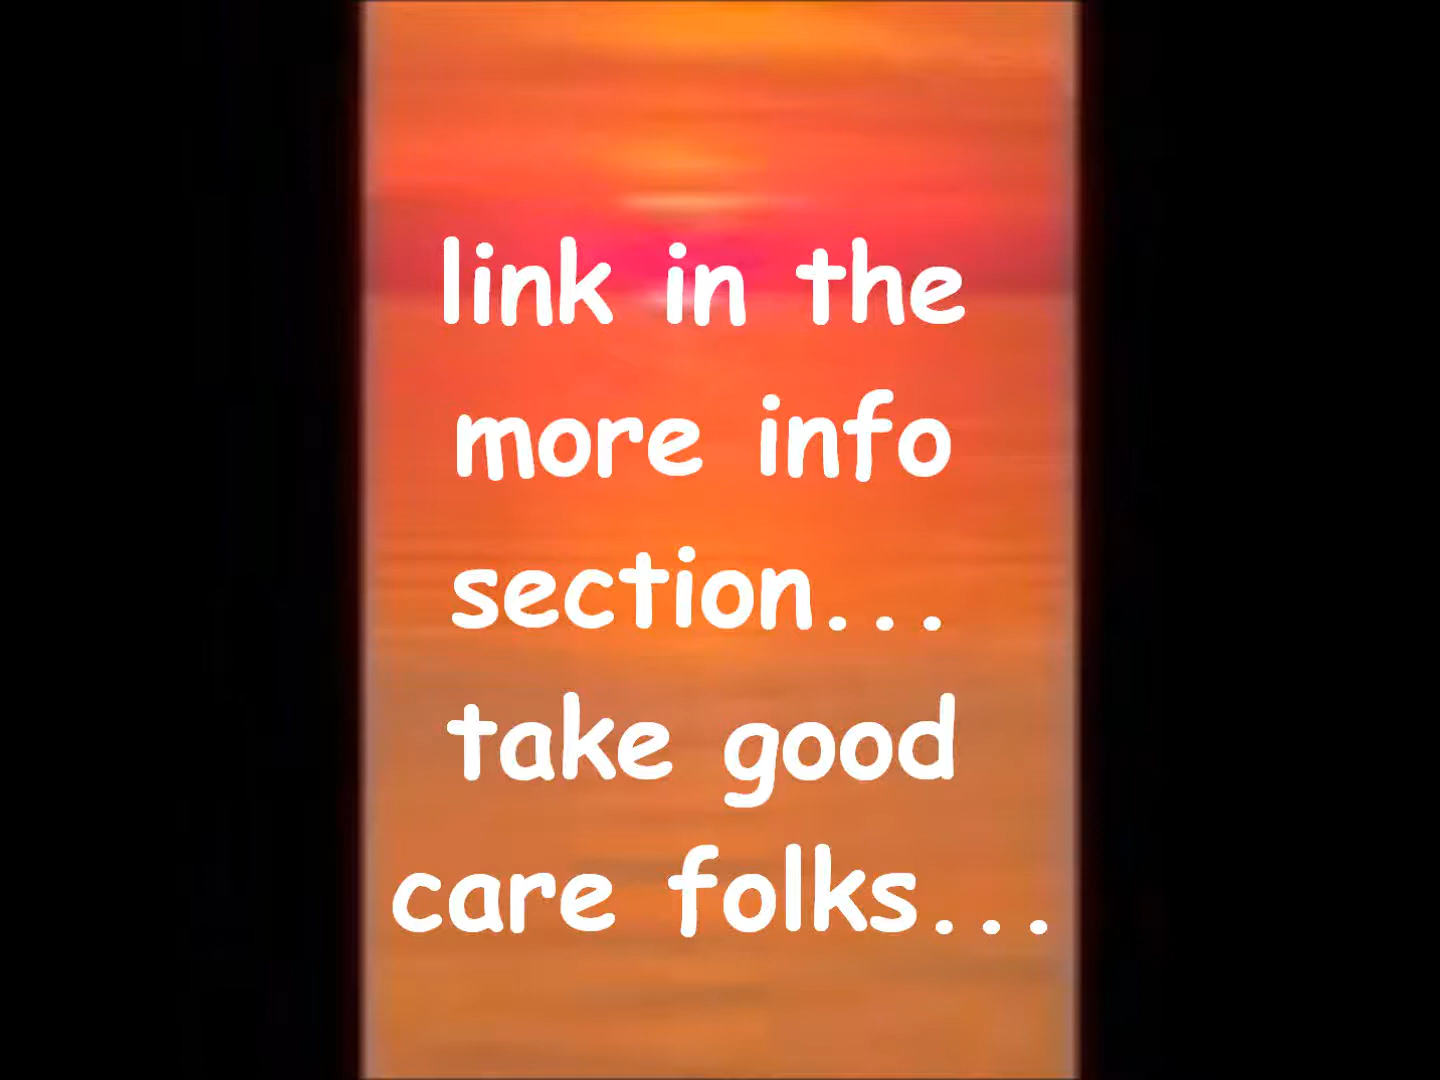 link in the
more info
section...
take good
care folks...